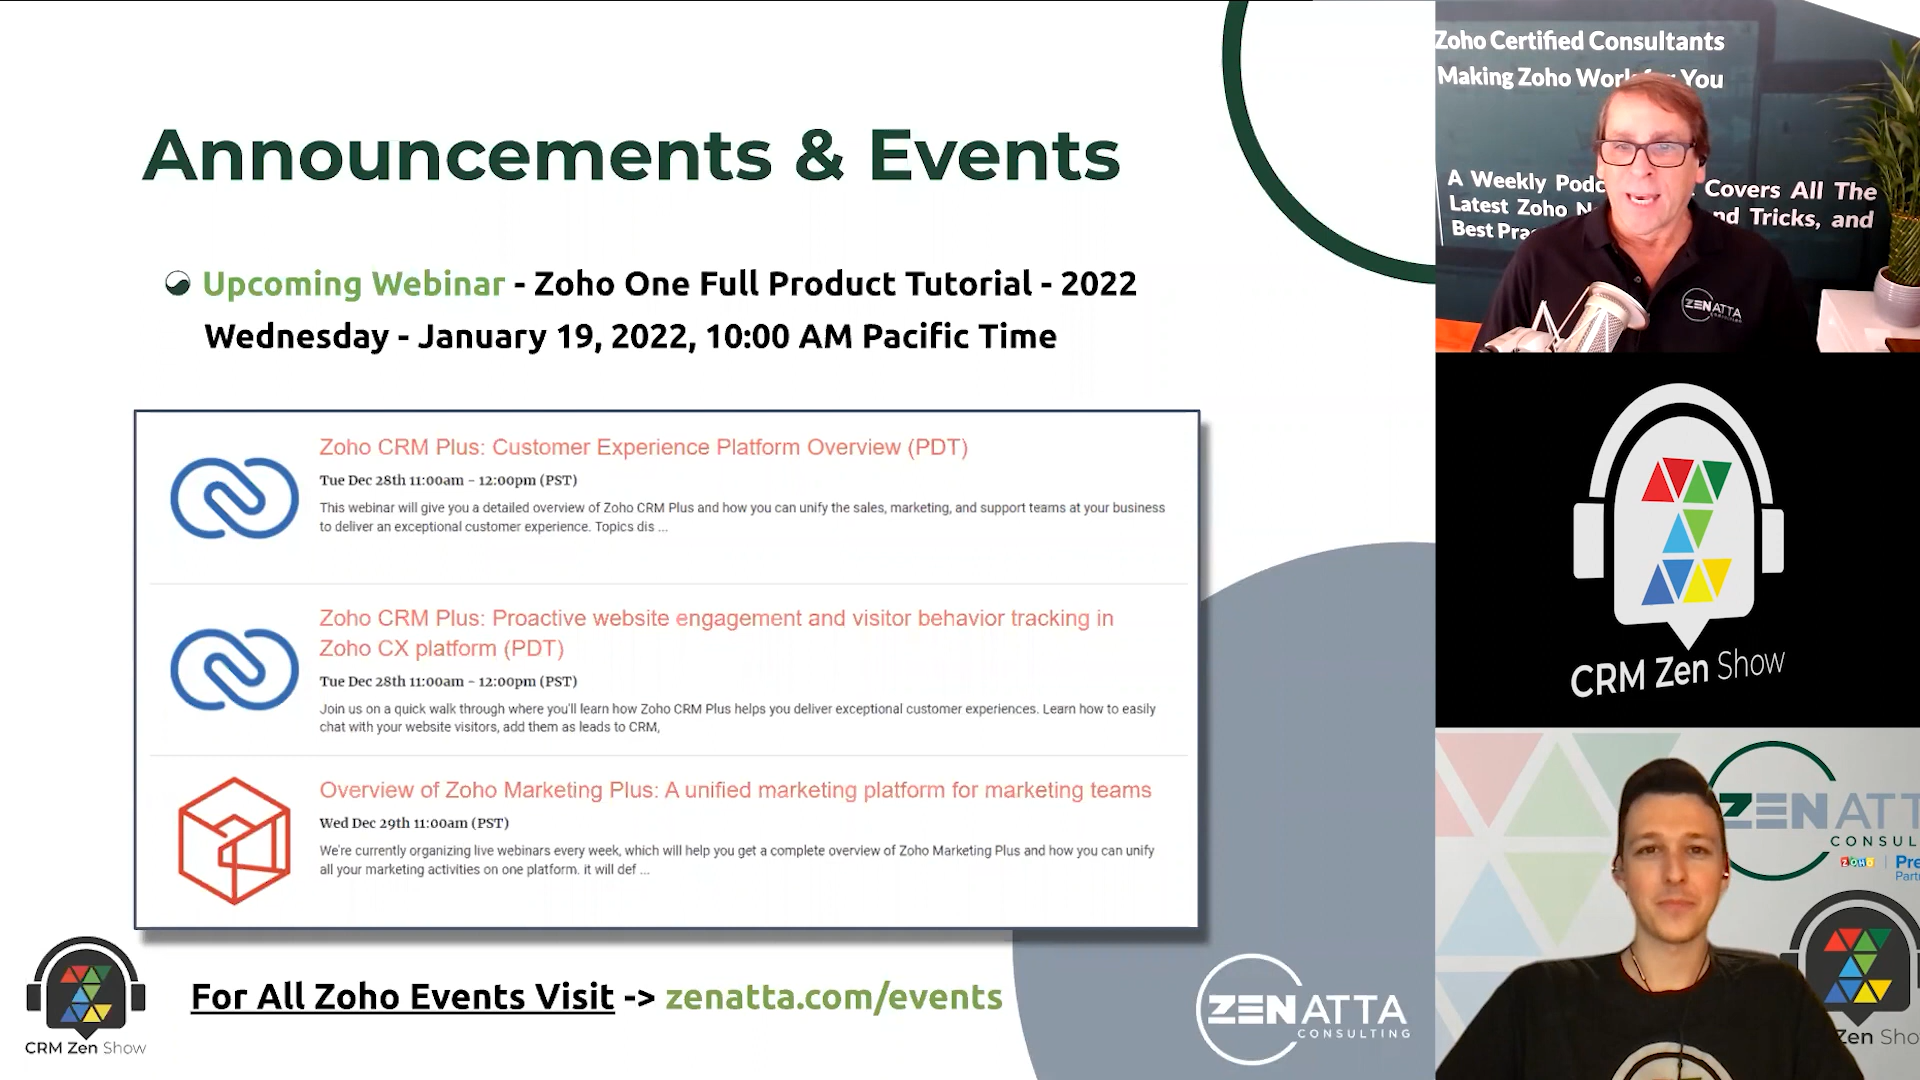 Announcements & Events
Upcoming Webinar - Zoho One Full Product Tutorial - 2022
Wednesday - January 19, 2022, 10:00 AM Pacific Time
Zoho CRM Plus: Customer Experience Platform Overview (PDT)
Tue Dec 28th 11:00am - 12:00pm (PST)
This webinar will give you a detailed overview of Zoho CRM Plus and how you can unify the sales, marketing, and support teams at your business
to deliver an exceptional customer experience. Topics dis ...
Zoho CRM Plus: Proactive website engagement and visitor behavior tracking in
Zoho CX platform (PDT)
Tue Dec 28th 11:00am - 12:00pm (PST)
Join us on a quick walk through where you'll learn how Zoho CRM Plus helps you deliver exceptional customer experiences. Learn how to easily
chat with your website visitors, add them as leads to CRM,
Overview of Zoho Marketing Plus: A unified marketing platform for marketing teams
Wed Dec 29th 11:00am (PST)
We're currently organizing live webinars every week, which will help you get a complete overview of Zoho Marketing Plus and how you can unify
all your marketing activities on one platform. it will def ...
CRM Zen Show
For All Zoho Events Visit -> zenatta.com/events
ZENATTA
CONSULTING
Zoho Certified Consultants
Making Zoho Work for You
A Weekly Podc Covers All The
Latest Zoho N nd Tricks, and
Best Pra
ZENATTA
CRM Zen Show
ZENATT
CONSUL
ZOHO | Pre
Part
Zen Sho